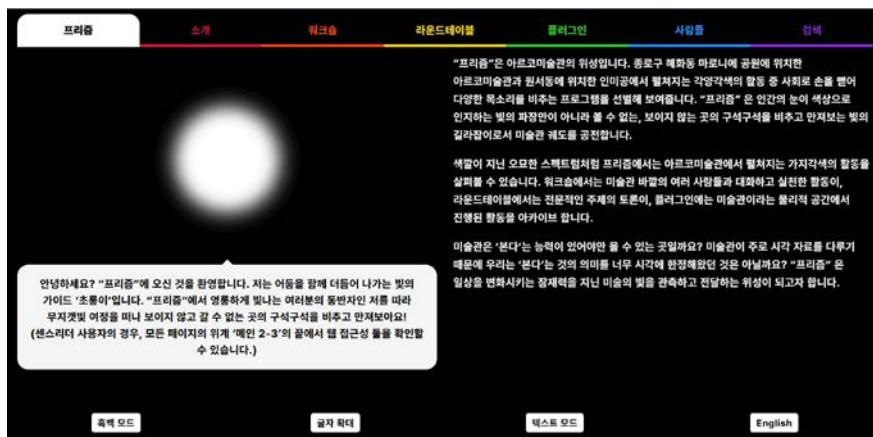 프리즘
소개
워크숍
라운드테이블
플러그인
사람들
검색
안녕하세요? “프리즘”에 오신 것을 환영합니다. 저는 어둠을 함께 더듬어 나가는 빛의
가이드 ‘초롱이’입니다. “프리즘”에서 영롱하게 빛나는 여러분의 동반자인 저를 따라
무지갯빛 여정을 떠나 보이지 않고 갈 수 없는 곳의 구석구석을 비추고 만져보아요!
(센스리더 사용자의 경우, 모든 페이지의 위계 ‘메인 2-3’의 끝에서 웹 접근성 툴을 확인할
수 있습니다.)
“프리즘”은 아르코미술관의 위성입니다. 종로구 혜화동 마로니에 공원에 위치한
아르코미술관과 원서동에 위치한 인미공에서 펼쳐지는 각양각색의 활동 중 사회로 손을 뻗어
다양한 목소리를 비추는 프로그램을 선별해 보여줍니다. “프리즘” 은 인간의 눈이 색상으로
인지하는 빛의 파장만이 아니라 볼 수 없는, 보이지 않는 곳의 구석구석을 비추고 만져보는 빛의
길라잡이로서 미술관 궤도를 공전합니다.
색깔이 지닌 오묘한 스펙트럼처럼 프리즘에서는 아르코미술관에서 펼쳐지는 가지각색의 활동을
살펴볼 수 있습니다. 워크숍에서는 미술관 바깥의 여러 사람들과 대화하고 실천한 활동이,
라운드테이블에서는 전문적인 주제의 토론이, 플러그인에는 미술관이라는 물리적 공간에서
진행된 활동을 아카이브 합니다.
미술관은 ‘본다’는 능력이 있어야만 올 수 있는 곳일까요? 미술관이 주로 시각 자료를 다루기
때문에 우리는 ‘본다’는 것의 의미를 너무 시각에 한정해왔던 것은 아닐까요? “프리즘” 은
일상을 변화시키는 잠재력을 지닌 미술의 빛을 관측하고 전달하는 위성이 되고자 합니다.
흑백 모드
글자 확대
텍스트 모드
English